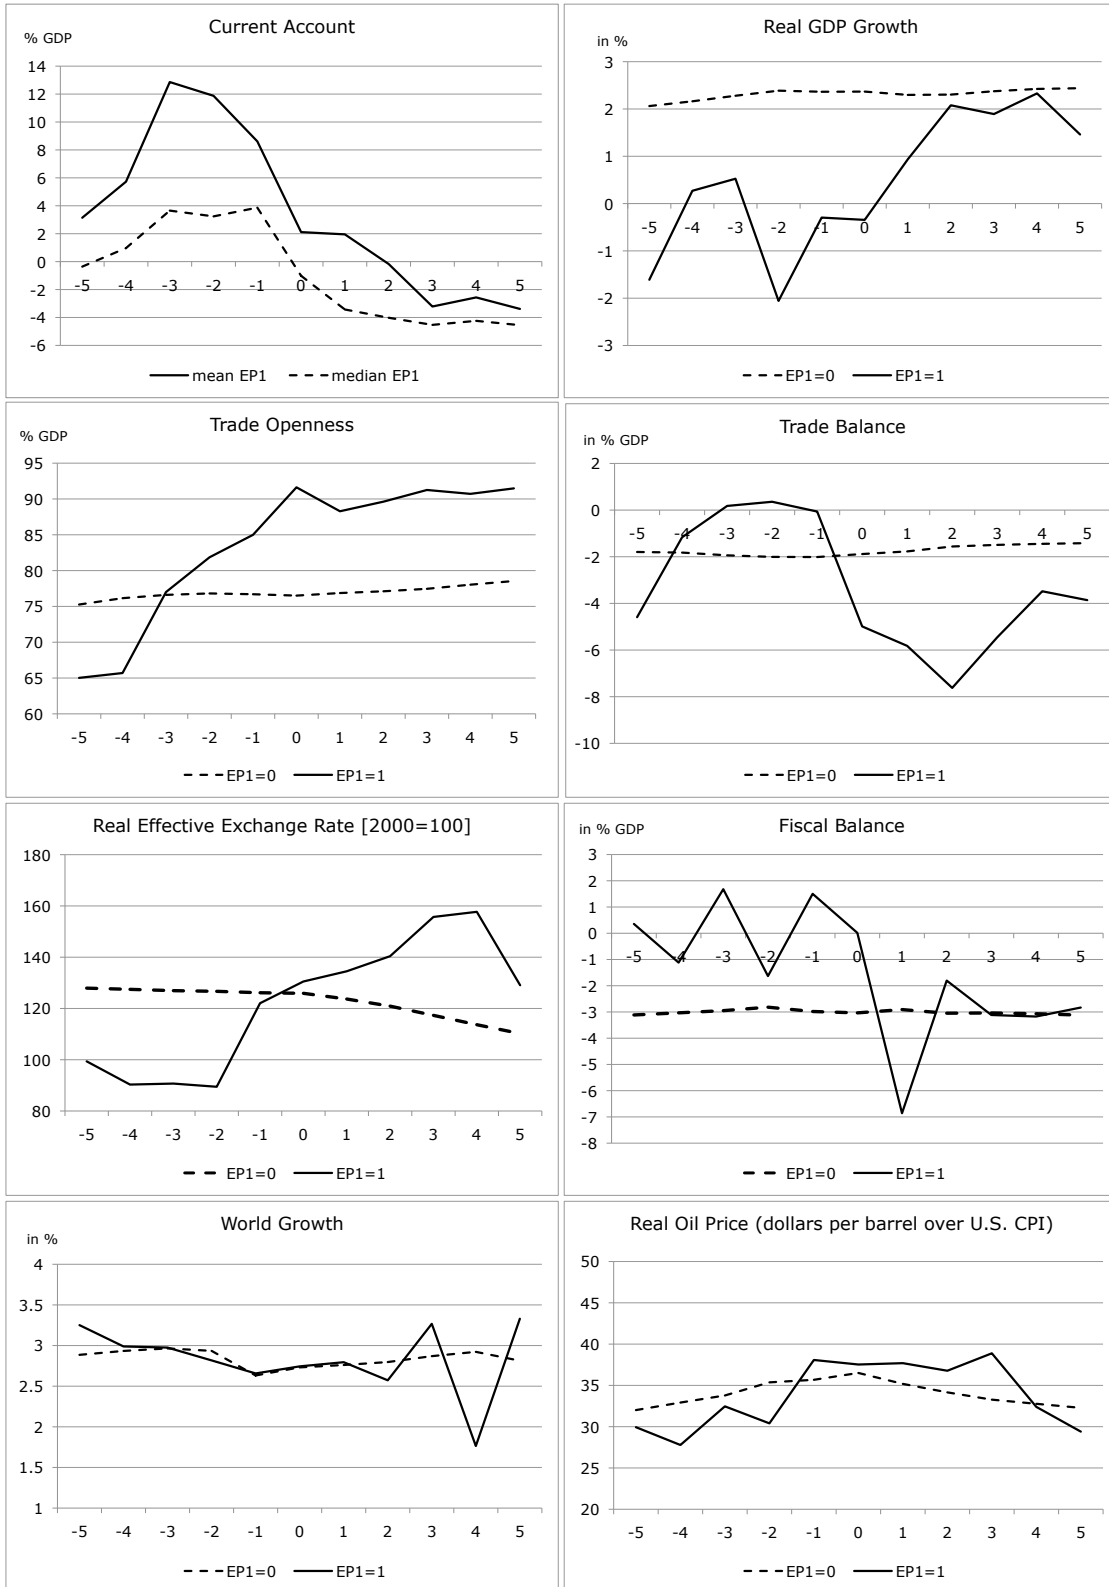 Current Account
% GDP
14
12
10
8
6
4
2
0
-2
-4
-6
-5 -4 -3 -2 -1 0 1 2 3 4 5
mean EP1 median EP1
Real GDP Growth
in %
3
2
1
0
-1
-2
-3
-5 -4 -3 -2 -1 0 1 2 3 4 5
EP1=0 EP1=1
Trade Openness
% GDP
95
90
85
80
75
70
65
60
-5 -4 -3 -2 -1 0 1 2 3 4 5
EP1=0 EP1=1
Trade Balance
in % GDP
2
0
-2
-4
-6
-8
-10
-5 -4 -3 -2 -1 0 1 2 3 4 5
EP1=0 EP1=1
Real Effective Exchange Rate [2000=100]
180
160
140
120
100
80
-5 -4 -3 -2 -1 0 1 2 3 4 5
EP1=0 EP1=1
Fiscal Balance
in % GDP
3
2
1
0
-1
-2
-3
-4
-5
-6
-7
-8
-5 -4 -3 -2 -1 0 1 2 3 4 5
EP1=0 EP1=1
World Growth
in %
4
3.5
3
2.5
2
1.5
1
-5 -4 -3 -2 -1 0 1 2 3 4 5
EP1=0 EP1=1
Real Oil Price (dollars per barrel over U.S. CPI)
50
45
40
35
30
25
20
-5 -4 -3 -2 -1 0 1 2 3 4 5
EP1=0 EP1=1